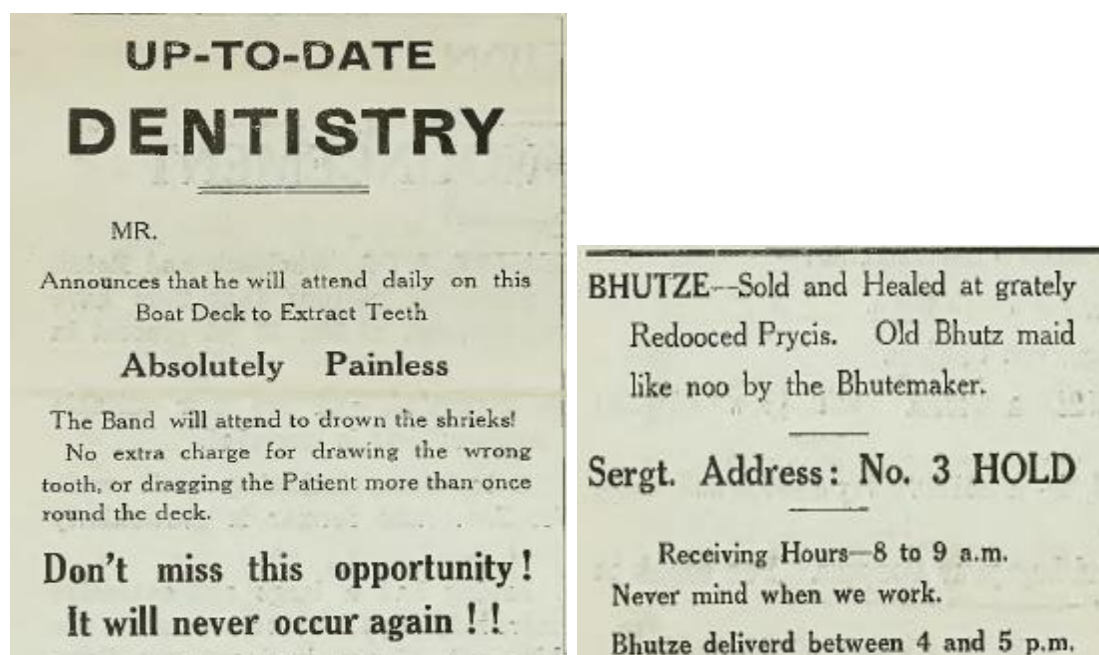 UP-TO-DATE
DENTISTRY
MR.
Announces that he will attend daily on this
Boat Deck to Extract Teeth
Absolutely Painless
The Band will attend to drown the shrieks!
No extra charge for drawing the wrong
tooth, or dragging the Patient more than once
round the deck.
Don't miss this opportunity!
It will never occur again !!
BHUTZE—Sold and Healed at grately
Redooced Prycis. Old Bhutz maid
like noo by the Bhutemaker.
Sergt. Address: No. 3 HOLD
Receiving Hours—8 to 9 a.m.
Never mind when we work.
Bhutze deliverd between 4 and 5 p.m.